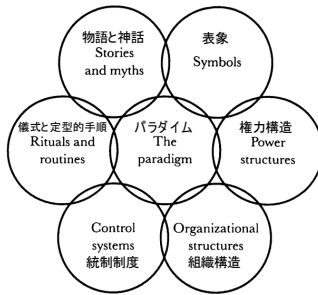 物語と神話
Stories
and myths
表象
Symbols
儀式と定型的手順
Rituals and
routines
パラダイム
The
paradigm
権力構造
Power
structures
Control
systems
統制制度
Organizational
structures
組織構造